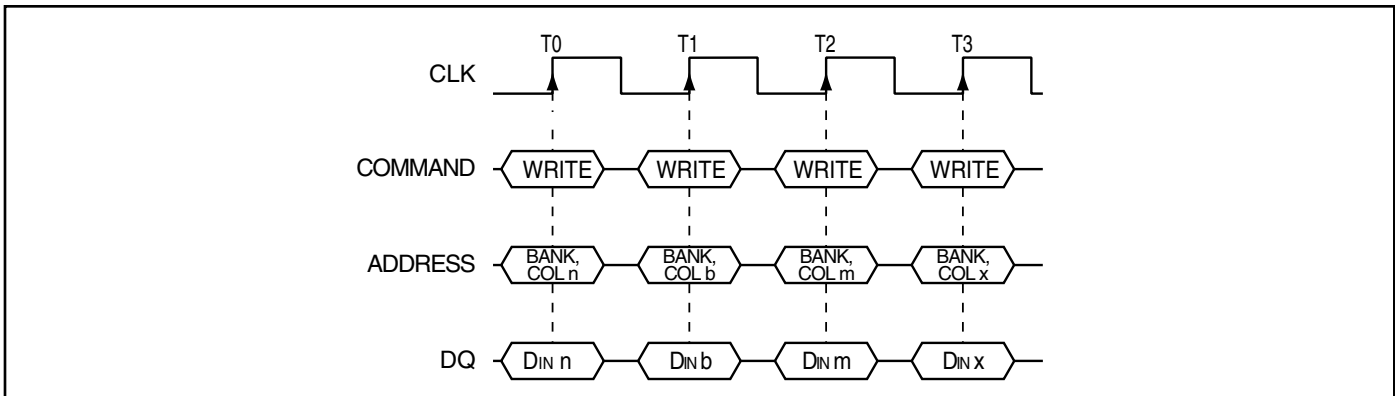 T0 T1 T2 T3
CLK
COMMAND WRITE WRITE WRITE WRITE
ADDRESS BANK, COL n BANK, COL b BANK, COL m BANK, COL x
DQ DIN n DIN b DIN m DIN x